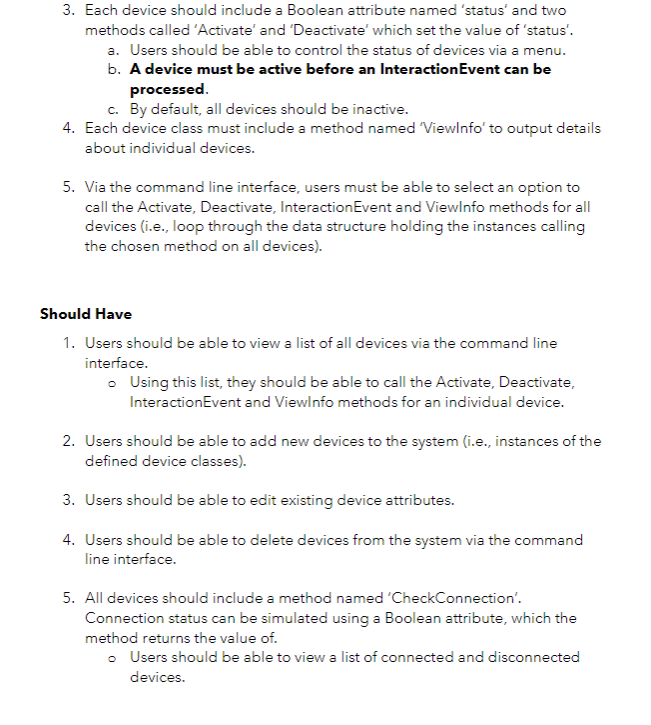 3. Each device should include a Boolean attribute named 'status' and two
methods called 'Activate' and 'Deactivate' which set the value of 'status'.
a. Users should be able to control the status of devices via a menu.
b. A device must be active before an InteractionEvent can be
processed.
c. By default, all devices should be inactive.
4. Each device class must include a method named 'ViewInfo' to output details
about individual devices.
5. Via the command line interface, users must be able to select an option to
call the Activate, Deactivate, InteractionEvent and ViewInfo methods for all
devices (i.e., loop through the data structure holding the instances calling
the chosen method on all devices).
Should Have
1. Users should be able to view a list of all devices via the command line
interface.
o Using this list, they should be able to call the Activate, Deactivate,
InteractionEvent and ViewInfo methods for an individual device.
2. Users should be able to add new devices to the system (i.e., instances of the
defined device classes).
3. Users should be able to edit existing device attributes.
4. Users should be able to delete devices from the system via the command
line interface.
5. All devices should include a method named 'CheckConnection'.
Connection status can be simulated using a Boolean attribute, which the
method returns the value of.
o Users should be able to view a list of connected and disconnected
devices.